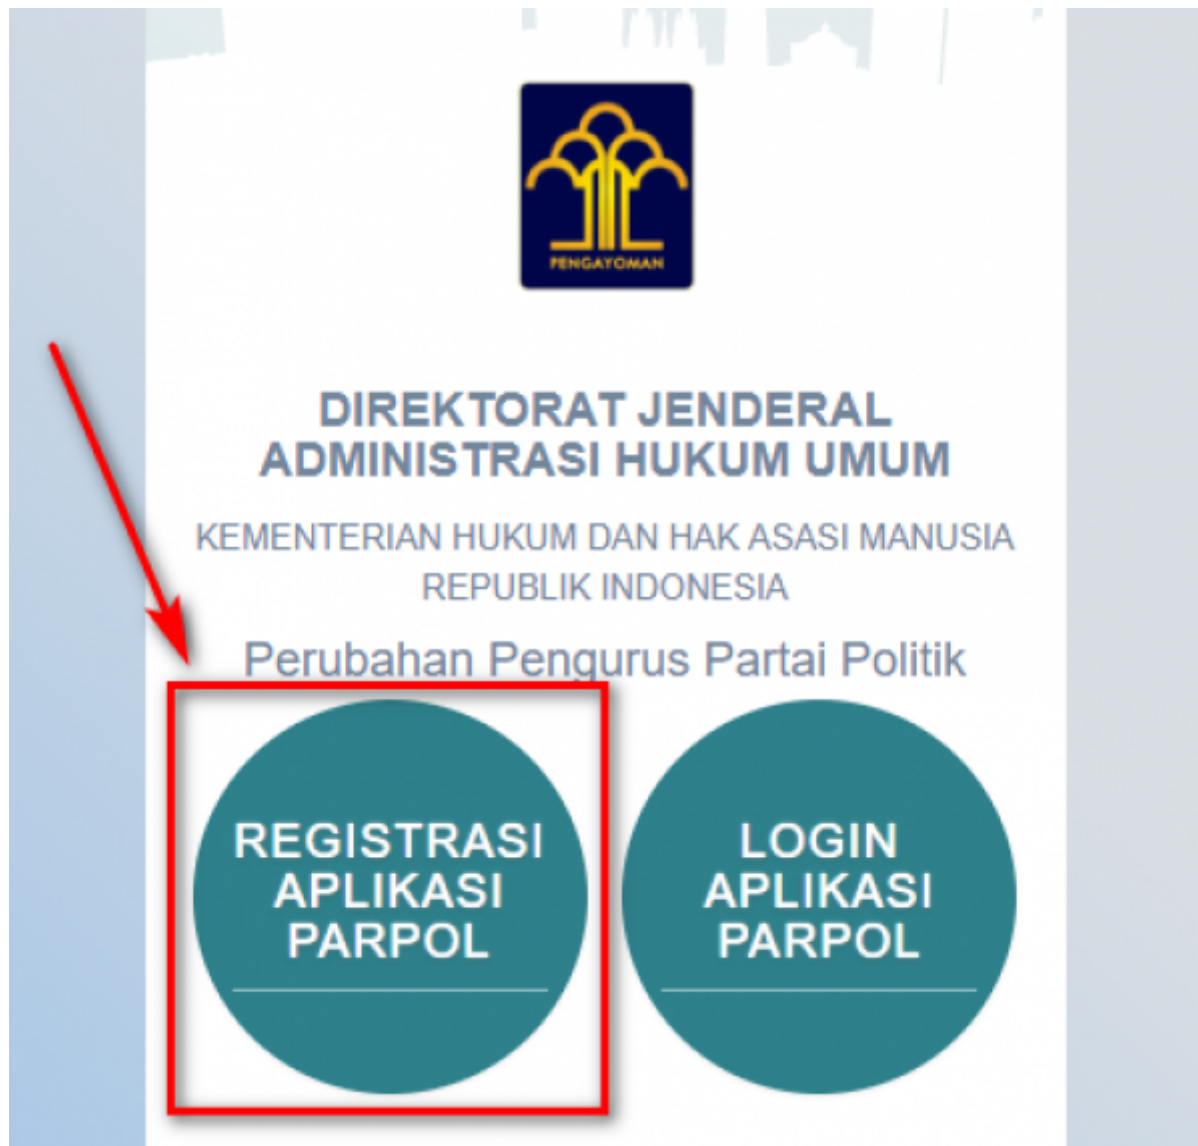 PENGAYOMAN
DIREKTORAT JENDERAL
ADMINISTRASI HUKUM UMUM
KEMENTERIAN HUKUM DAN HAK ASASI MANUSIA
REPUBLIK INDONESIA
Perubahan Pengurus Partai Politik
REGISTRASI
APLIKASI
PARPOL
LOGIN
APLIKASI
PARPOL